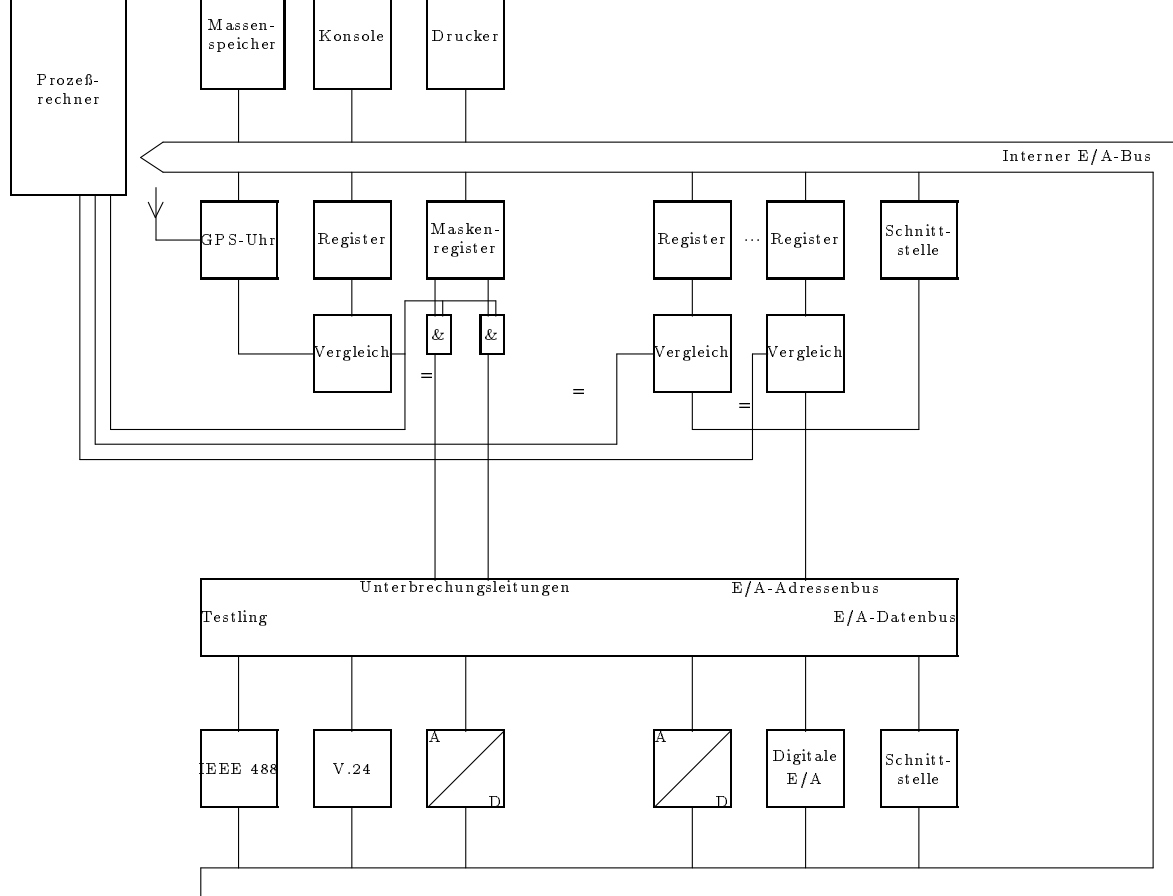 Massen-
speicher
Konsole
Drucker
Prozeß-
rechner
Interner E/A-Bus
GPS-Uhr
Register
Masken-
register
Register
...
Register
Schnitt-
stelle
Vergleich
&
&
Vergleich
Vergleich
=
=
=
Unterbrechungsleitungen
E/A-Adressenbus
Testling
E/A-Datenbus
IEEE 488
V.24
A
D
A
D
Digitale
E/A
Schnitt-
stelle